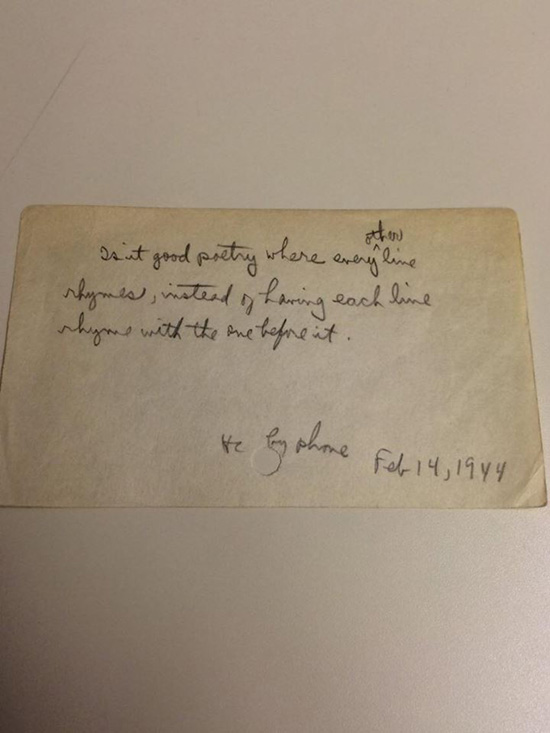 Is it good poetry where every other line
rhymes, instead of having each line
rhyme with the one before it.
Hc by phone
Feb 14, 1944